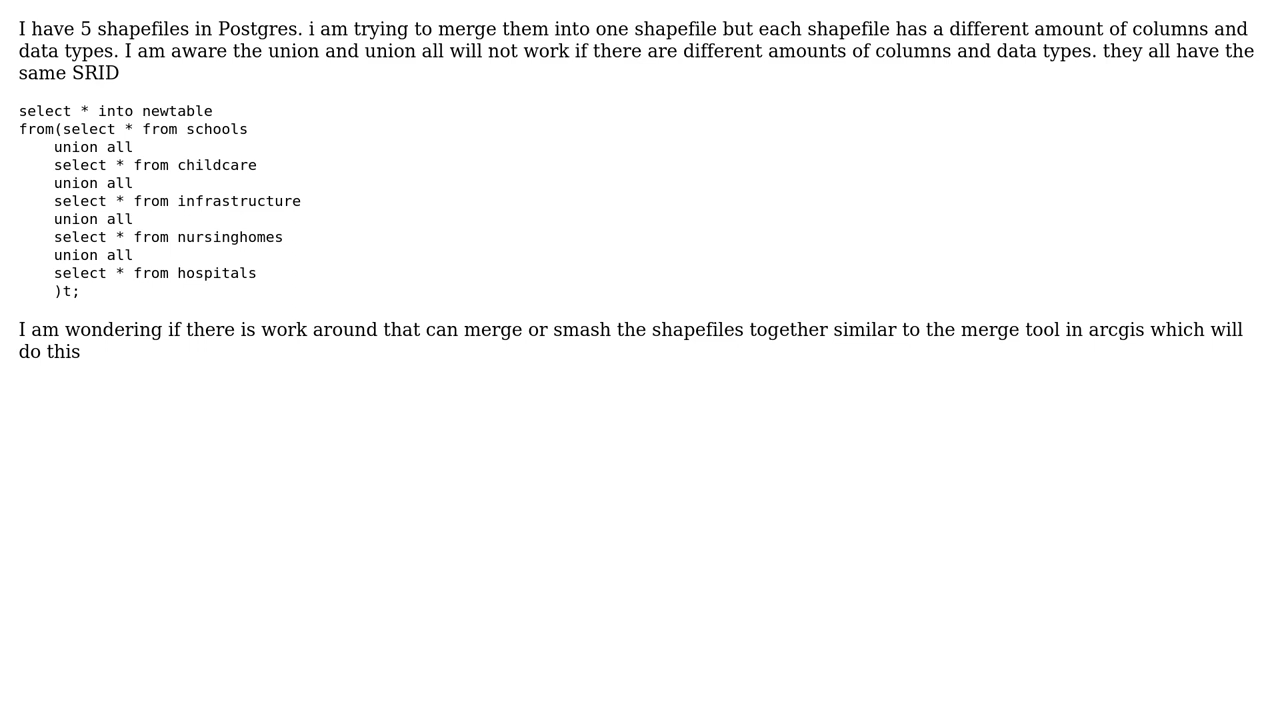 I have 5 shapefiles in Postgres. i am trying to merge them into one shapefile but each shapefile has a different amount of columns and
data types. I am aware the union and union all will not work if there are different amounts of columns and data types. they all have the
same SRID
select * into newtable
from(select * from schools
    union all
    select * from childcare
    union all
    select * from infrastructure
    union all
    select * from nursinghomes
    union all
    select * from hospitals
    )t;
I am wondering if there is work around that can merge or smash the shapefiles together similar to the merge tool in arcgis which will
do this